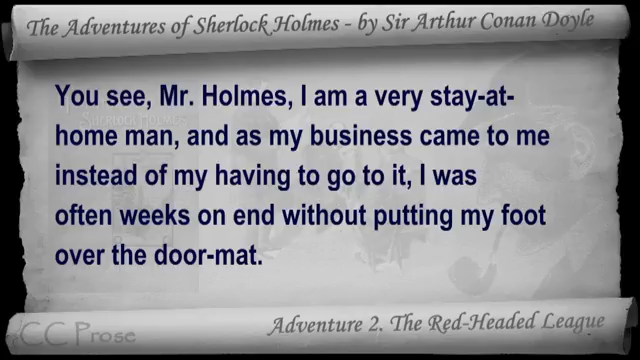 The Adventures of Sherlock Holmes - by Sir Arthur Conan Doyle
You see, Mr. Holmes, I am a very stay-at-
home man, and as my business came to me
instead of my having to go to it, I was
often weeks on end without putting my foot
over the door-mat.
CC Prose
Adventure 2. The Red-Headed League